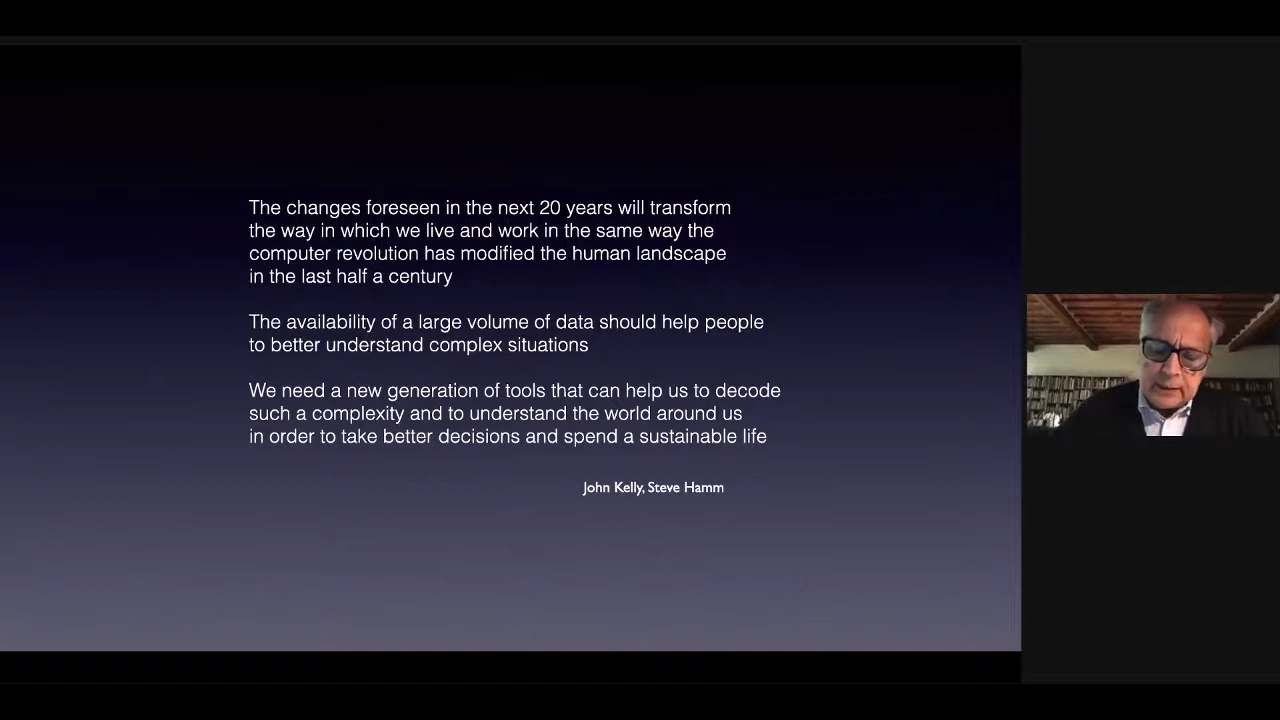 The changes foreseen in the next 20 years will transform
the way in which we live and work in the same way the
computer revolution has modified the human landscape
in the last half a century
The availability of a large volume of data should help people
to better understand complex situations
We need a new generation of tools that can help us to decode
such a complexity and to understand the world around us
in order to take better decisions and spend a sustainable life
John Kelly, Steve Hamm